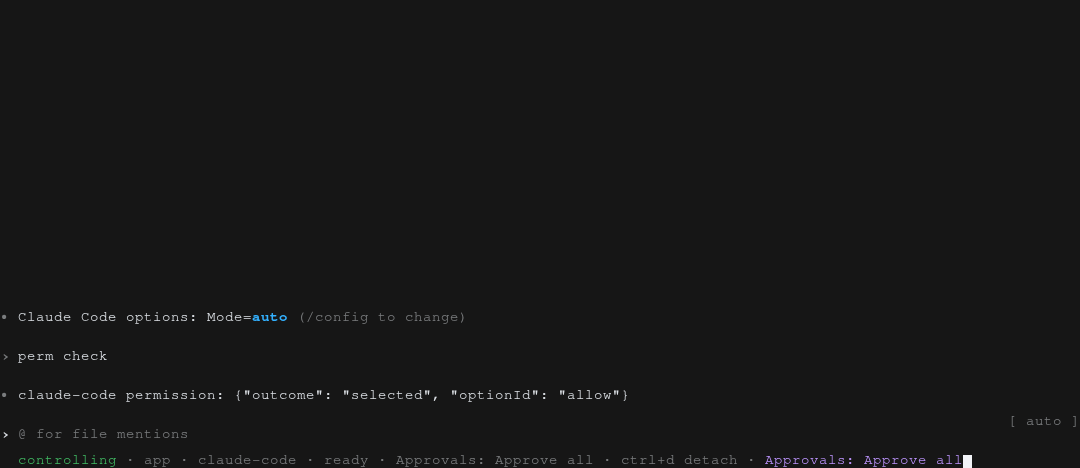 • Claude Code options: Mode=auto (/config to change)
› perm check
• claude-code permission: {"outcome": "selected", "optionId": "allow"}
[ auto ]
› @ for file mentions
controlling · app · claude-code · ready · Approvals: Approve all · ctrl+d detach · Approvals: Approve all